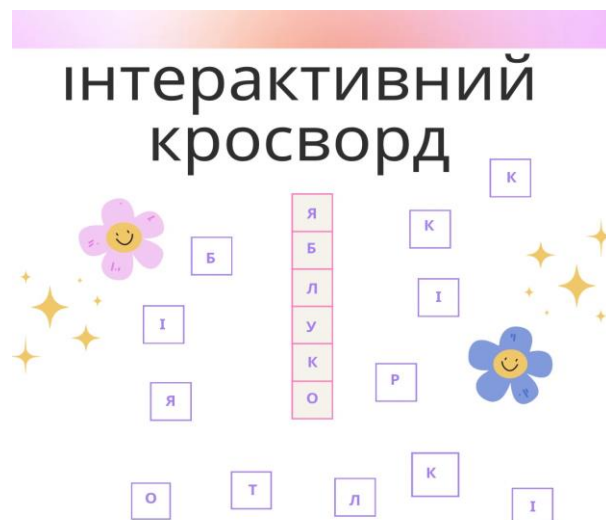 інтерактивний
кросворд
К
Я
К
Б
Б
Л
І
І
У
К
Р
Я
О
К
Т
О
Л
І